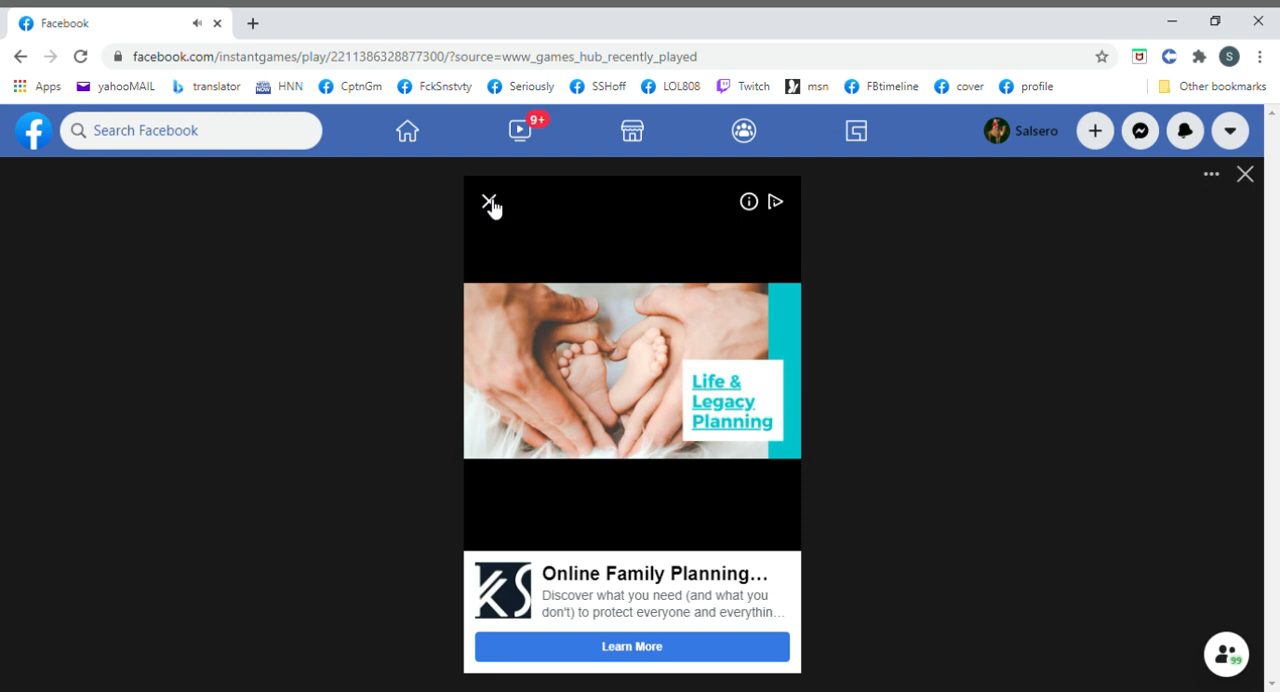 Facebook
facebook.com/instantgames/play/2211386328877300/?source=www_games_hub_recently_played
S
Apps yahooMAIL translator HNN CptnGm FckSnstvty Seriously SSHoff LOL808 Twitch msn FBtimeline cover profile Other bookmarks
Search Facebook
9+
Salsero
Life &
Legacy
Planning
KS
Online Family Planning...
Discover what you need (and what you
don't) to protect everyone and everythin...
Learn More
99